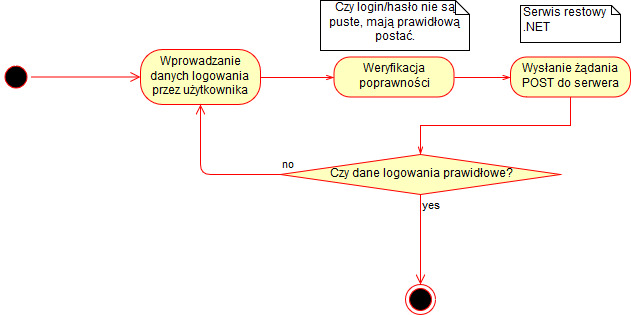 Czy login/hasło nie są
puste, mają prawidłową
postać.
Serwis restowy
.NET
Wprowadzanie
danych logowania
przez użytkownika
Weryfikacja
poprawności
Wysłanie żądania
POST do serwera
no
Czy dane logowania prawidłowe?
yes